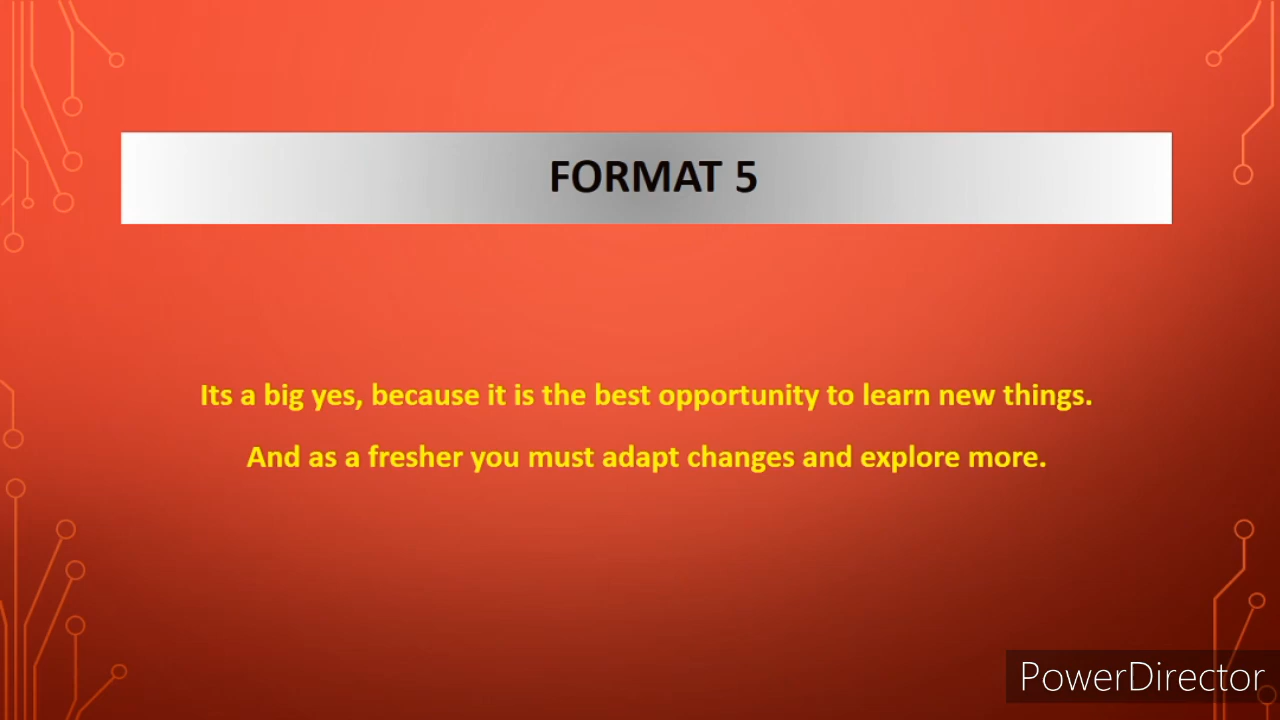 FORMAT 5
Its a big yes, because it is the best opportunity to learn new things.
And as a fresher you must adapt changes and explore more.
PowerDirector